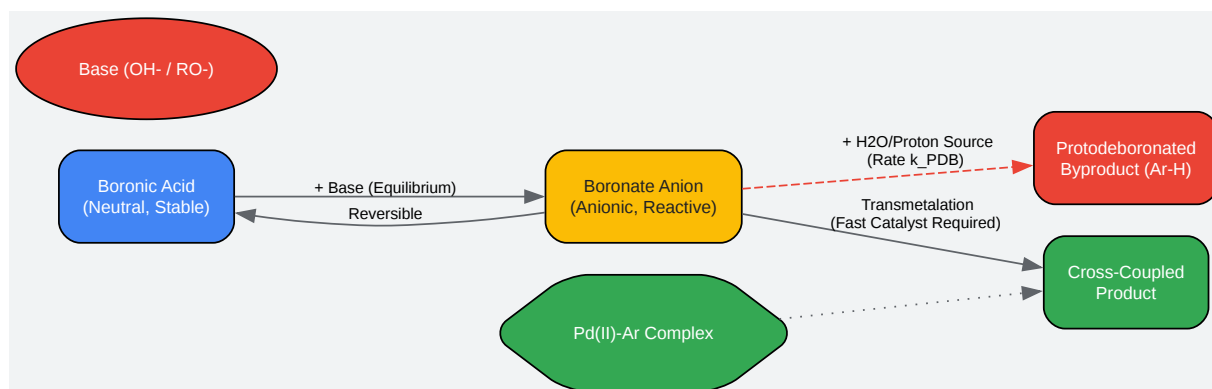 Base (OH- / RO-)
Boronic Acid
(Neutral, Stable)
+ Base (Equilibrium)
Reversible
Boronate Anion
(Anionic, Reactive)
+ H2O/Proton Source
(Rate k_PDB)
Protodeboronated
Byproduct (Ar-H)
Transmetalation
(Fast Catalyst Required)
Cross-Coupled
Product
Pd(II)-Ar Complex